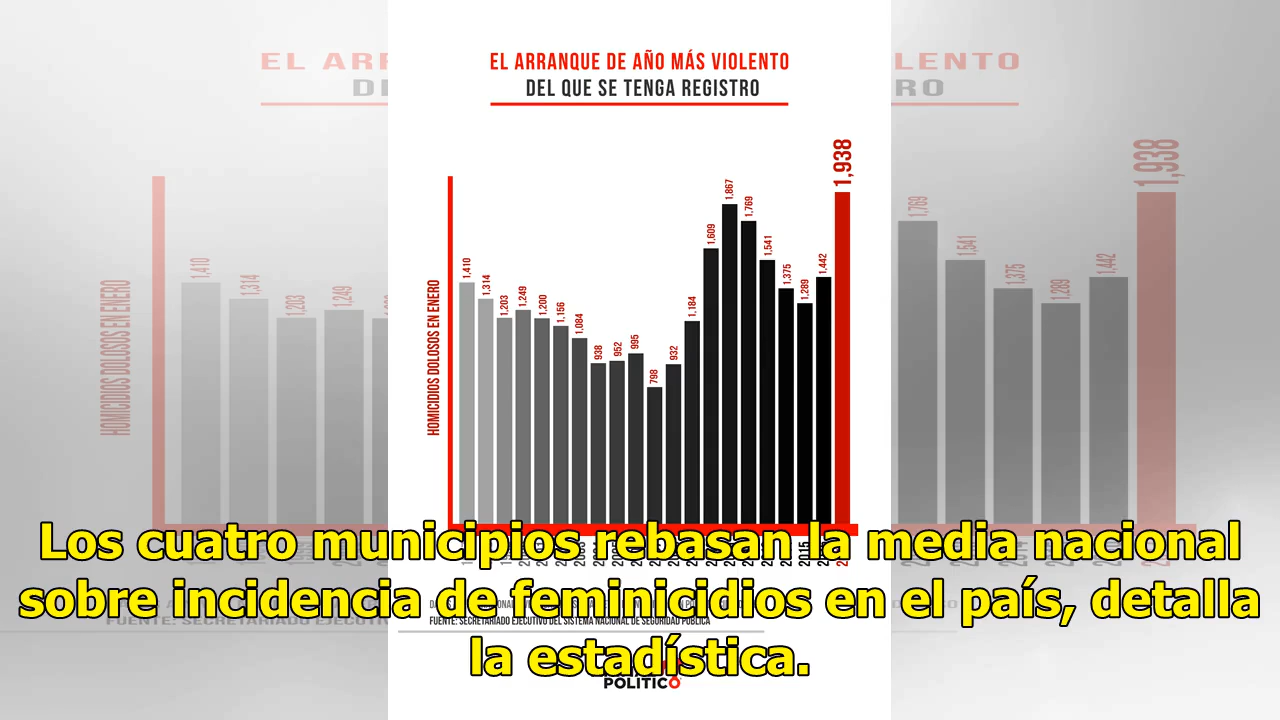 EL ARRANQUE DE AÑO MÁS VIOLENTO
DEL QUE SE TENGA REGISTRO
HOMICIDIOS DOLOSOS EN ENERO
1,410
1,314
1,203
1,249
1,200
1,156
1,084
938
952
995
798
932
1,184
1,609
1,867
1,769
1,541
1,375
1,289
1,442
1,938
2015
Los cuatro municipios rebasan la media nacional
sobre incidencia de feminicidios en el país, detalla
la estadística.
FUENTE: SECRETARIADO EJECUTIVO DEL SISTEMA NACIONAL DE SEGURIDAD PÚBLICA
POLÍTICO